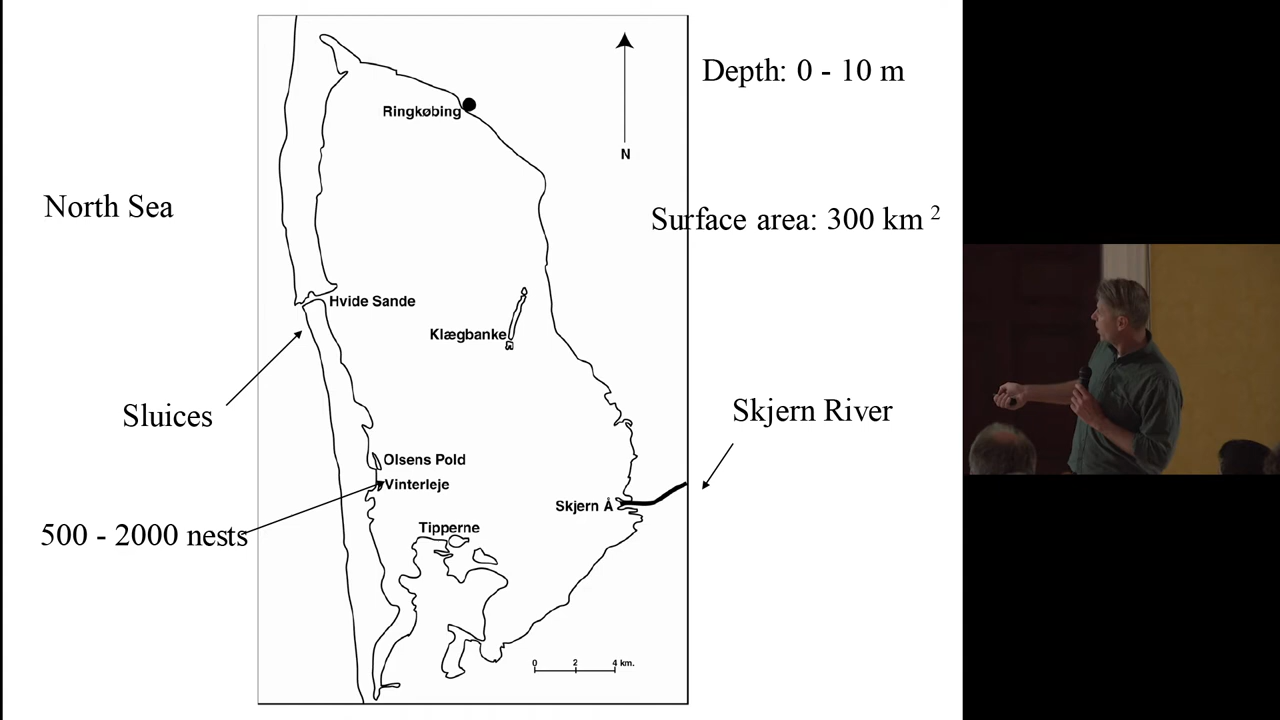 Depth: 0 - 10 m
Ringkøbing
N
North Sea
Surface area: 300 km 2
Hvide Sande
Klægbanke
Sluices
Skjern River
Olsens Pold
Vinterleje
Skjern Å
500 - 2000 nests
Tipperne
0 2 4 km.